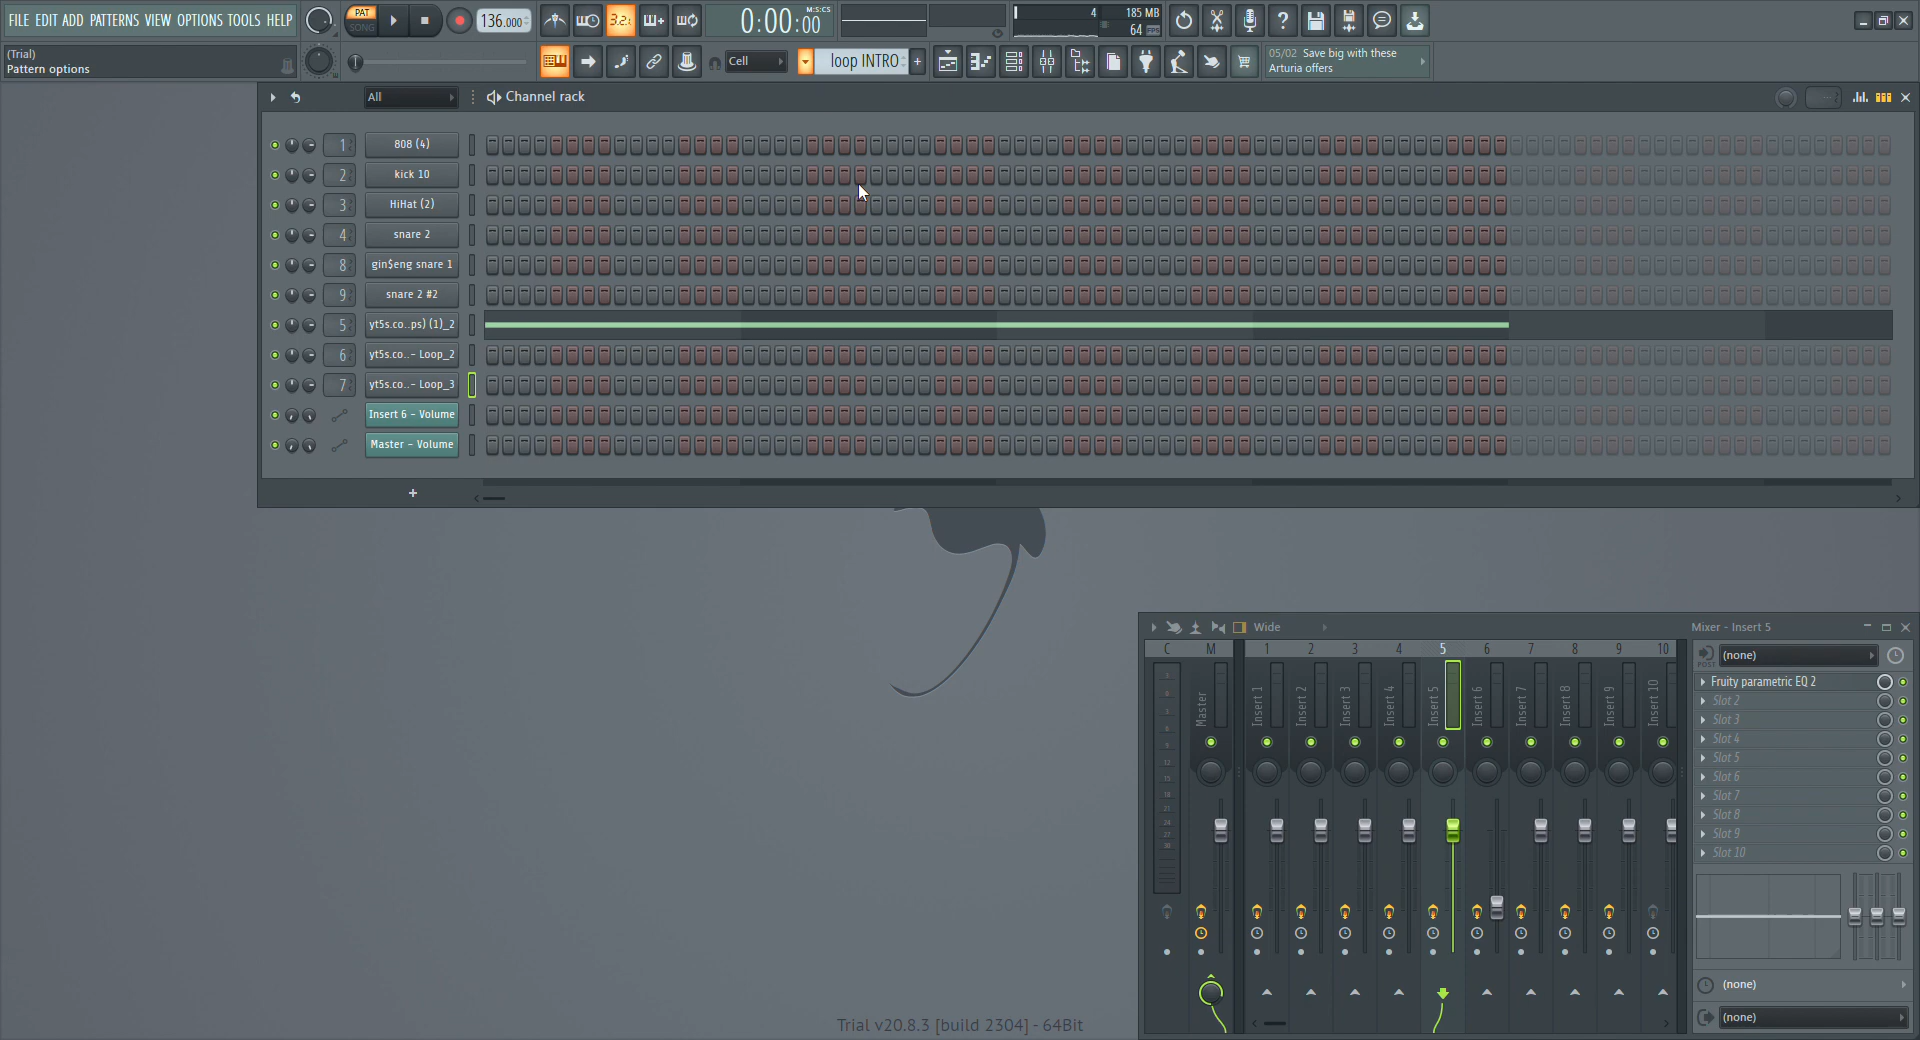 FILE EDIT ADD PATTERNS VIEW OPTIONS TOOLS HELP
PAT
SONG
136.000
3.2.
0:00:00
M:S:CS
4
185 MB
64
(Trial)
Pattern options
Cell
loop INTRO
+
05/02 Save big with these
Arturia offers
All
Channel rack
1 808 (4)
2 kick 10
3 HiHat (2)
4 snare 2
8 gin$eng snare 1
9 snare 2 #2
5 yt5s.co..ps) (1)_2
6 yt5s.co..- Loop_2
7 yt5s.co..- Loop_3
Insert 6 - Volume
Master - Volume
+
Wide
Mixer - Insert 5
C M 1 2 3 4 5 6 7 8 9 10
Master
Insert 1
Insert 2
Insert 3
Insert 4
Insert 5
Insert 6
Insert 7
Insert 8
Insert 9
Insert 10
POST
(none)
Fruity parametric EQ 2
Slot 2
Slot 3
Slot 4
Slot 5
Slot 6
Slot 7
Slot 8
Slot 9
Slot 10
(none)
(none)
Trial v20.8.3 [build 2304] - 64Bit